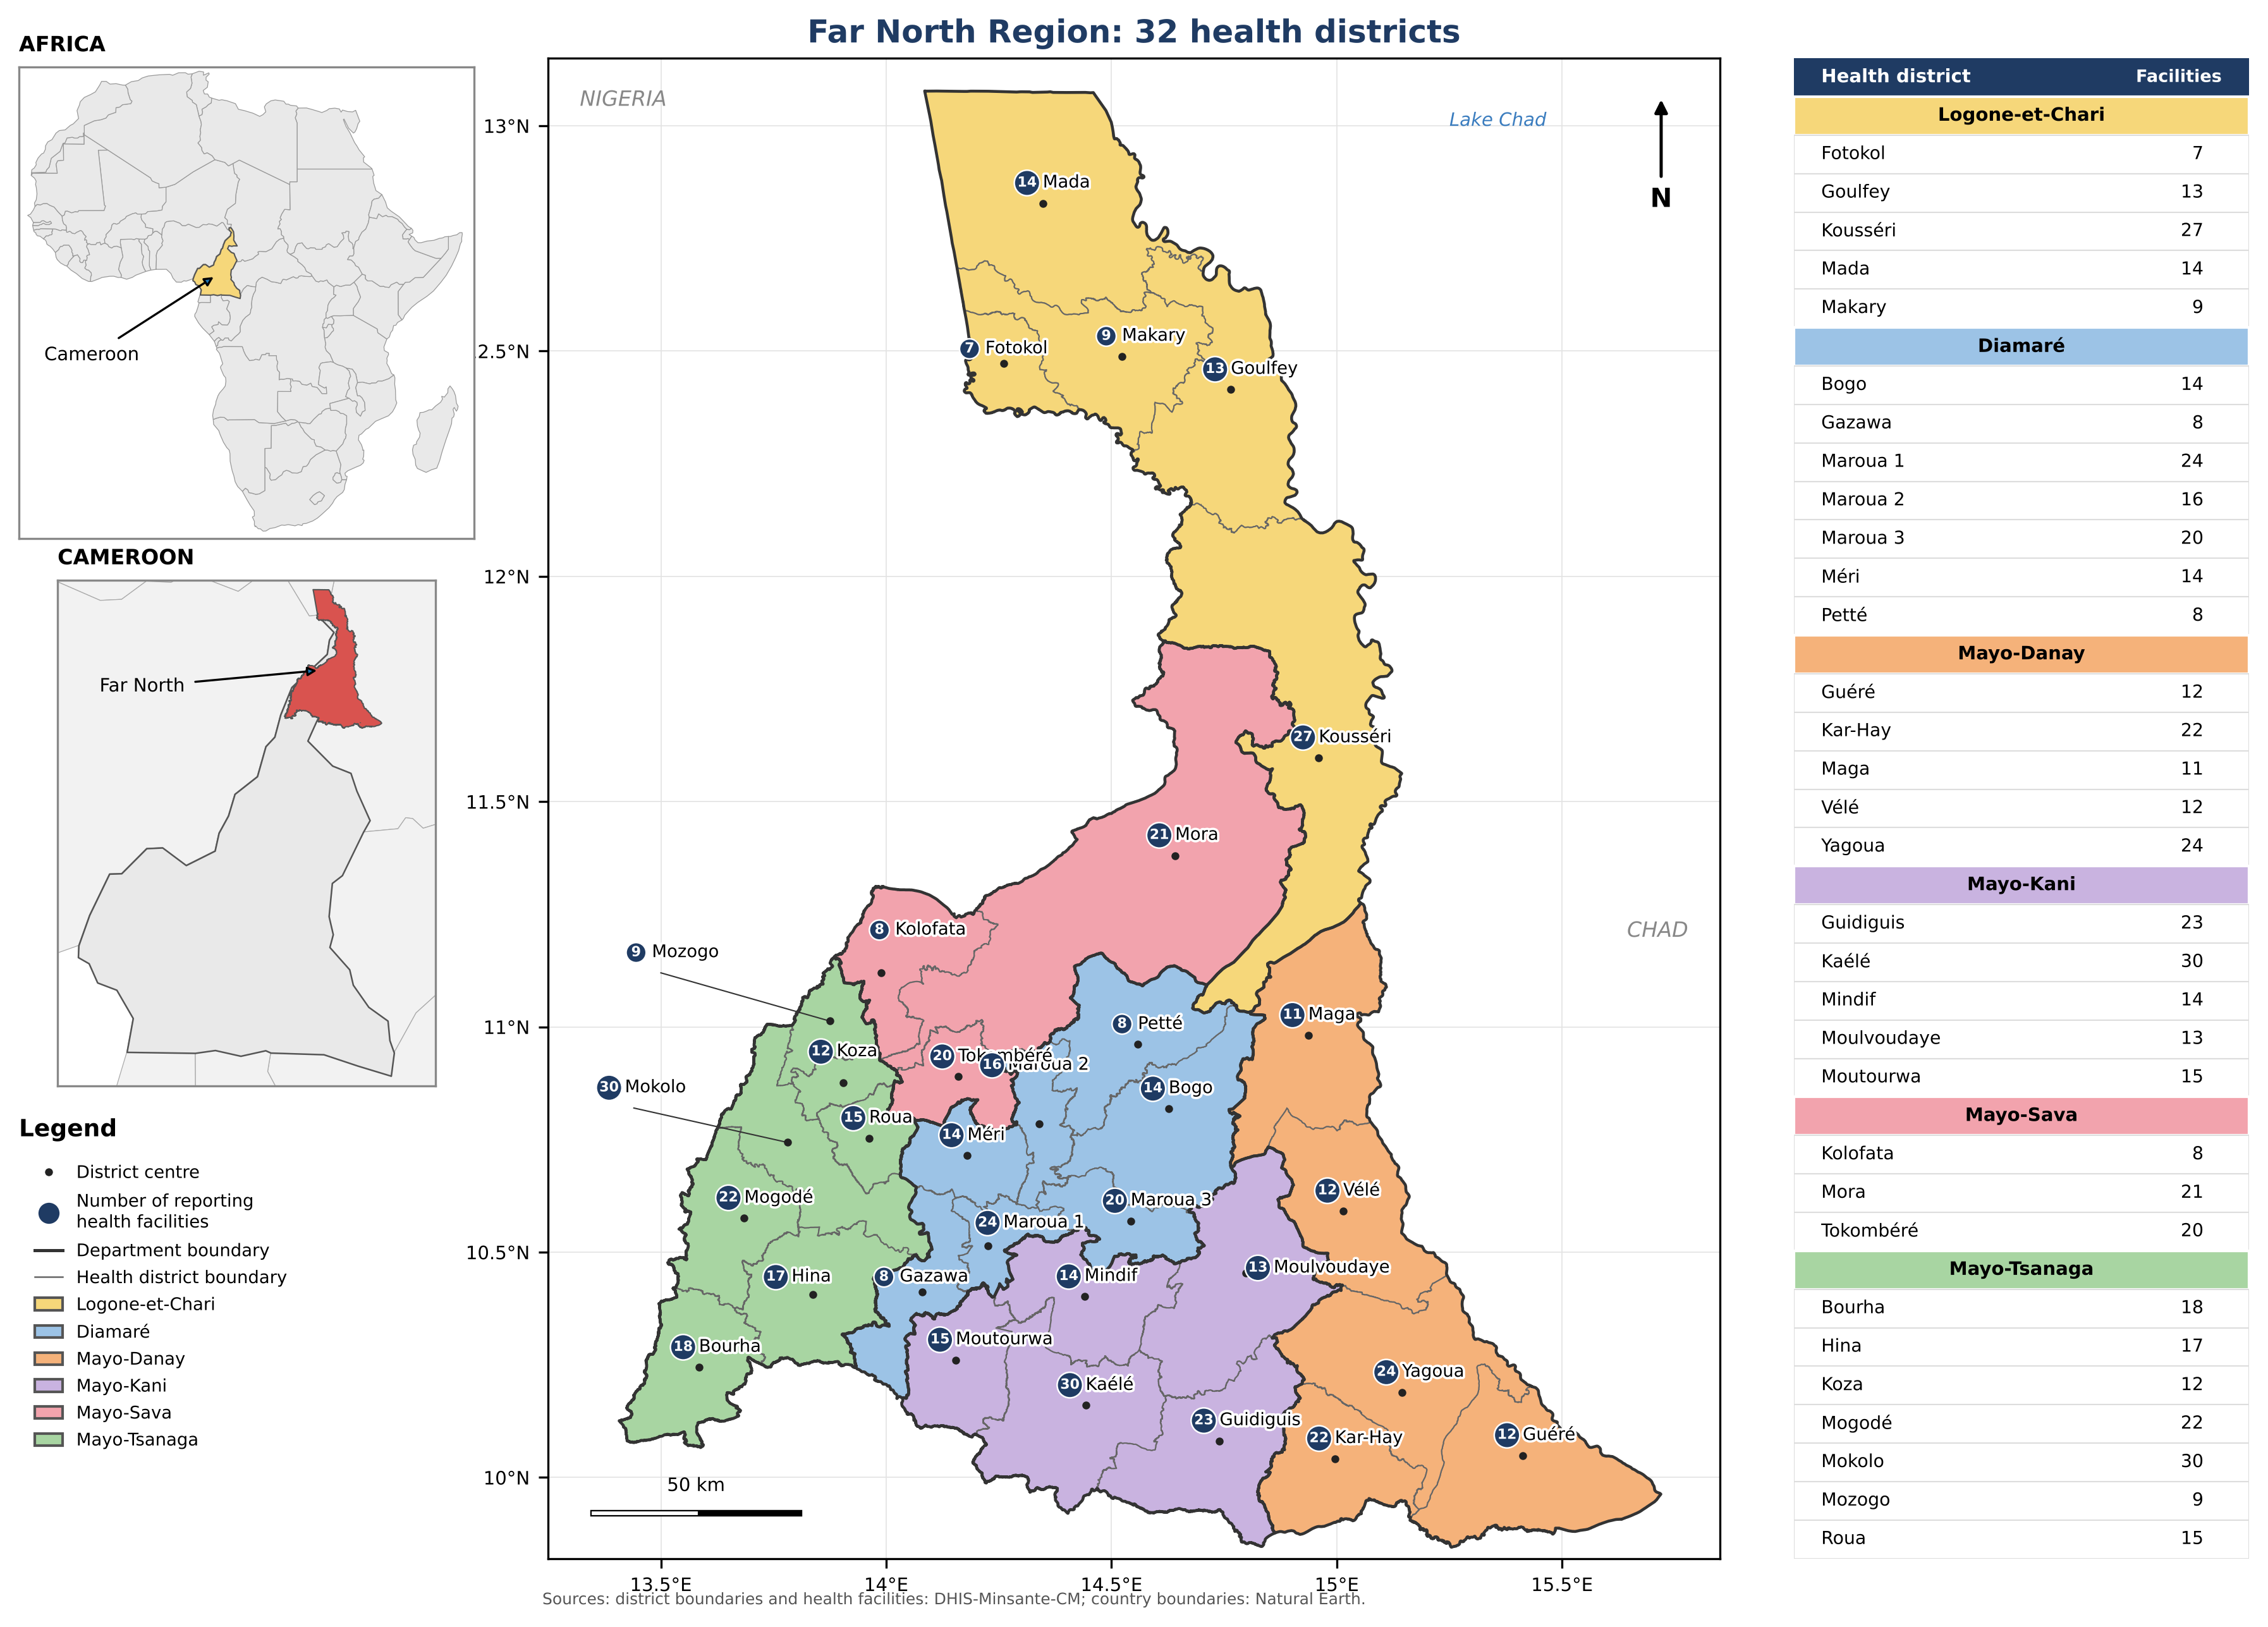 Far North Region: 32 health districts
AFRICA
Cameroon
CAMEROON
Far North
Legend
District centre
Number of reporting
health facilities
Department boundary
Health district boundary
Logone-et-Chari
Diamaré
Mayo-Danay
Mayo-Kani
Mayo-Sava
Mayo-Tsanaga
NIGERIA
Lake Chad
N
CHAD
13°N
2.5°N
12°N
11.5°N
11°N
10.5°N
10°N
14 Mada
9 Makary
7 Fotokol
13 Goulfey
27 Kousséri
21 Mora
8 Kolofata
9 Mozogo
11 Maga
8 Petté
12 Koza
20 Tokombéré
16 Maroua 2
30 Mokolo
14 Bogo
15 Roua
14 Méri
22 Mogodé
12 Vélé
20 Maroua 3
24 Maroua 1
17 Hina
8 Gazawa
14 Mindif
13 Moulvoudaye
18 Bourha
15 Moutourwa
24 Yagoua
30 Kaélé
23 Guidiguis
22 Kar-Hay
12 Guéré
50 km
13.5°E 14°E 14.5°E 15°E 15.5°E
Sources: district boundaries and health facilities: DHIS-Minsante-CM; country boundaries: Natural Earth.
Health district Facilities
Logone-et-Chari
Fotokol 7
Goulfey 13
Kousséri 27
Mada 14
Makary 9
Diamaré
Bogo 14
Gazawa 8
Maroua 1 24
Maroua 2 16
Maroua 3 20
Méri 14
Petté 8
Mayo-Danay
Guéré 12
Kar-Hay 22
Maga 11
Vélé 12
Yagoua 24
Mayo-Kani
Guidiguis 23
Kaélé 30
Mindif 14
Moulvoudaye 13
Moutourwa 15
Mayo-Sava
Kolofata 8
Mora 21
Tokombéré 20
Mayo-Tsanaga
Bourha 18
Hina 17
Koza 12
Mogodé 22
Mokolo 30
Mozogo 9
Roua 15